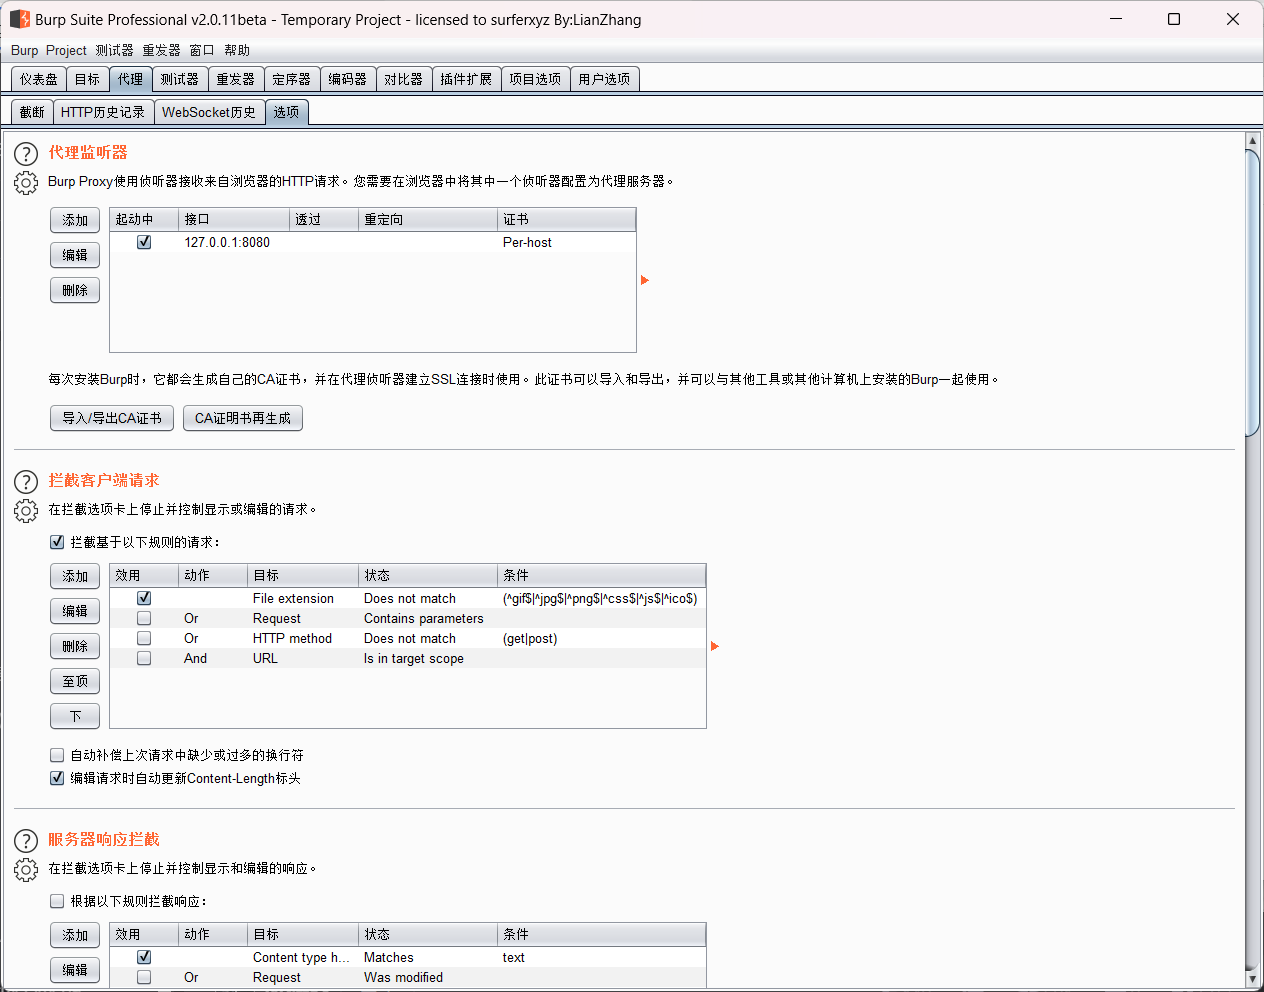 Burp Suite Professional v2.0.11beta - Temporary Project - licensed to surferxyz By:LianZhang
Burp Project 测试器 重发器 窗口 帮助
仪表盘 目标 代理 测试器 重发器 定序器 编码器 对比器 插件扩展 项目选项 用户选项
截断 HTTP历史记录 WebSocket历史 选项
代理监听器
Burp Proxy使用侦听器接收来自浏览器的HTTP请求。您需要在浏览器中将其中一个侦听器配置为代理服务器。
添加 起动中 接口 透过 重定向 证书
127.0.0.1:8080 Per-host
编辑
删除
每次安装Burp时，它都会生成自己的CA证书，并在代理侦听器建立SSL连接时使用。此证书可以导入和导出，并可以与其他工具或其他计算机上安装的Burp一起使用。
导入/导出CA证书 CA证明书再生成
拦截客户端请求
在拦截选项卡上停止并控制显示或编辑的请求。
拦截基于以下规则的请求：
添加 效用 动作 目标 状态 条件
File extension Does not match (^gif$|^jpg$|^png$|^css$|^js$|^ico$)
编辑 Or Request Contains parameters
删除 Or HTTP method Does not match (get|post)
And URL Is in target scope
至顶
下
自动补偿上次请求中缺少或过多的换行符
编辑请求时自动更新Content-Length标头
服务器响应拦截
在拦截选项卡上停止并控制显示和编辑的响应。
根据以下规则拦截响应：
添加 效用 动作 目标 状态 条件
Content type h... Matches text
编辑 Or Request Was modified